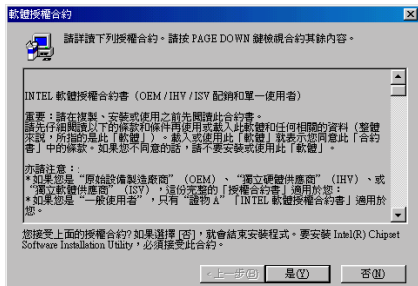 軟體授權合約
請詳讀下列授權合約。請按 PAGE DOWN 鍵檢視合約其餘內容。
INTEL 軟體授權合約書（OEM / IHV / ISV 配銷和單一使用者）
重要：請在複製、安裝或使用之前先閱讀此合約書。
請先仔細閱讀以下的條款和條件再使用或載入此軟體和任何相關的資料（整體
來說，所指的是此「軟體」）。載入或使用此「軟體」就表示您同意此「合約
書」中的條款。如果您不同意的話，請不要安裝或使用此「軟體」。
亦請注意：
*如果您是“原始設備製造廠商”（OEM）、“獨立硬體供應商”（IHV）、或
“獨立軟體供應商”（ISV），這份完整的「授權合約書」適用於您：
*如果您是“一般使用者”，只有“證物 A”「INTEL 軟體授權合約書」適用於
您。
您接受上面的授權合約? 如果選擇 [否]，就會結束安裝程式。要安裝 Intel(R) Chipset
Software Installation Utility，必須接受此合約。
<上一步(B) 是(Y) 否(N)